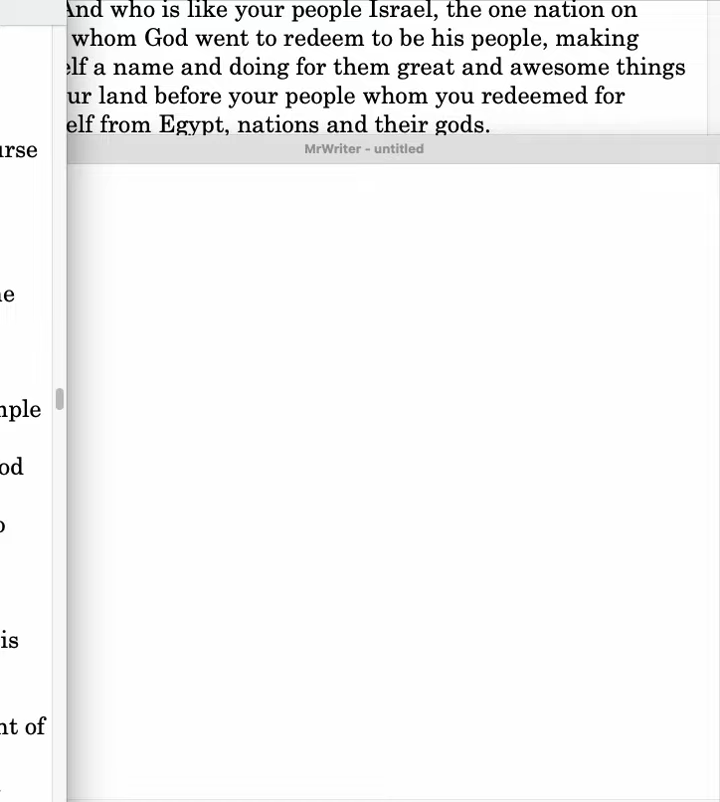 And who is like your people Israel, the one nation on
whom God went to redeem to be his people, making
elf a name and doing for them great and awesome things
ur land before your people whom you redeemed for
elf from Egypt, nations and their gods.
MrWriter - untitled
urse
e
mple
od
o
is
nt of